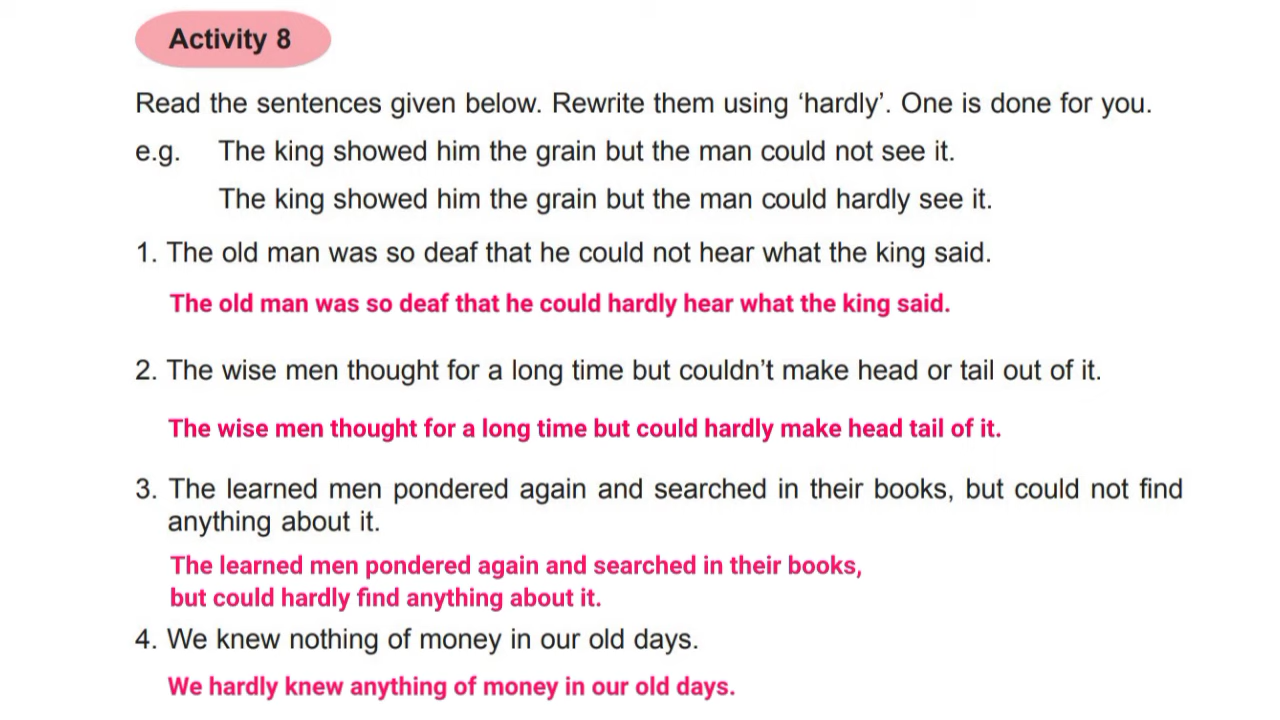 Activity 8
Read the sentences given below. Rewrite them using ‘hardly’. One is done for you.
e.g. The king showed him the grain but the man could not see it.
The king showed him the grain but the man could hardly see it.
1. The old man was so deaf that he could not hear what the king said.
The old man was so deaf that he could hardly hear what the king said.
2. The wise men thought for a long time but couldn’t make head or tail out of it.
The wise men thought for a long time but could hardly make head tail of it.
3. The learned men pondered again and searched in their books, but could not find
anything about it.
The learned men pondered again and searched in their books,
but could hardly find anything about it.
4. We knew nothing of money in our old days.
We hardly knew anything of money in our old days.